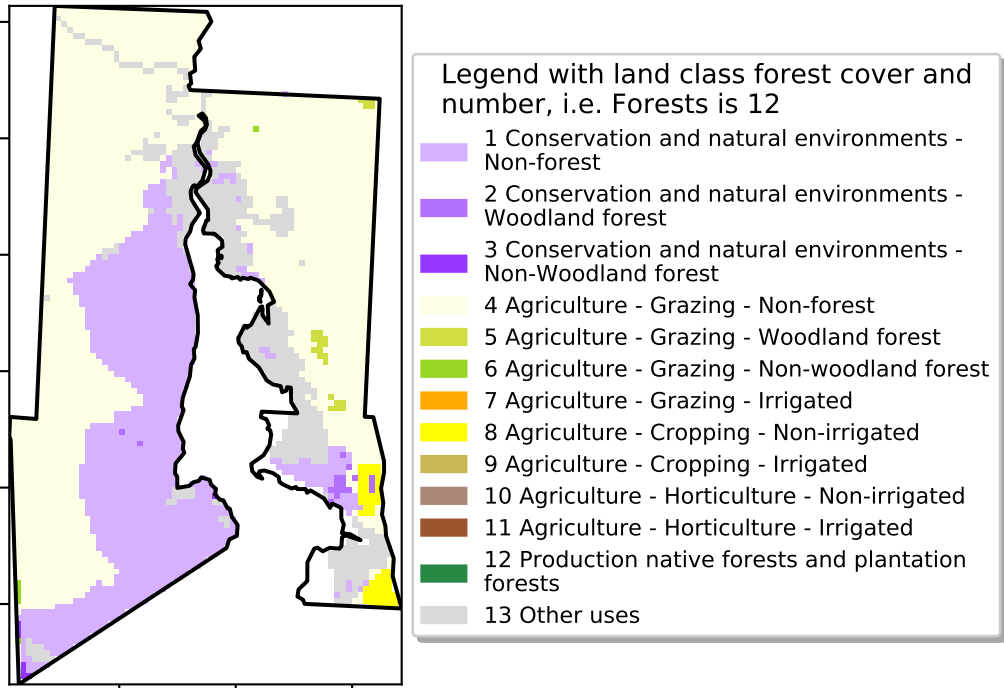 Legend with land class forest cover and
number, i.e. Forests is 12
1 Conservation and natural environments -
Non-forest
2 Conservation and natural environments -
Woodland forest
3 Conservation and natural environments -
Non-Woodland forest
4 Agriculture - Grazing - Non-forest
5 Agriculture - Grazing - Woodland forest
6 Agriculture - Grazing - Non-woodland forest
7 Agriculture - Grazing - Irrigated
8 Agriculture - Cropping - Non-irrigated
9 Agriculture - Cropping - Irrigated
10 Agriculture - Horticulture - Non-irrigated
11 Agriculture - Horticulture - Irrigated
12 Production native forests and plantation
forests
13 Other uses